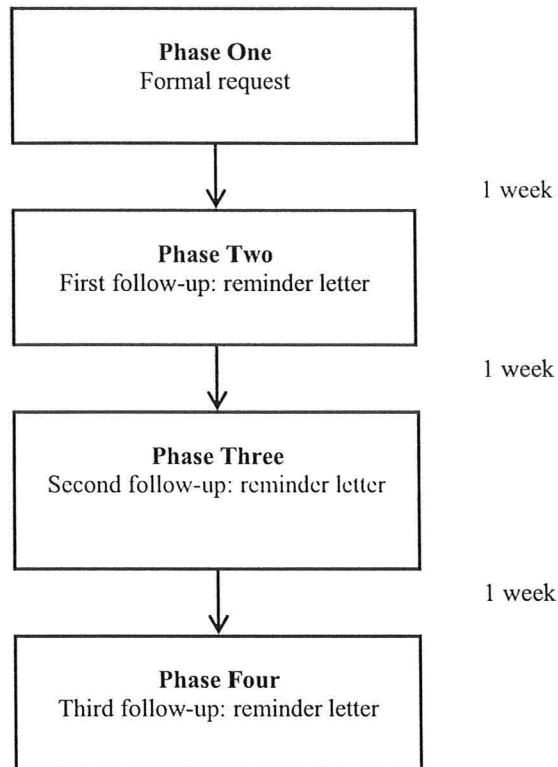 Phase One
Formal request
1 week
Phase Two
First follow-up: reminder letter
1 week
Phase Three
Second follow-up: reminder letter
1 week
Phase Four
Third follow-up: reminder letter